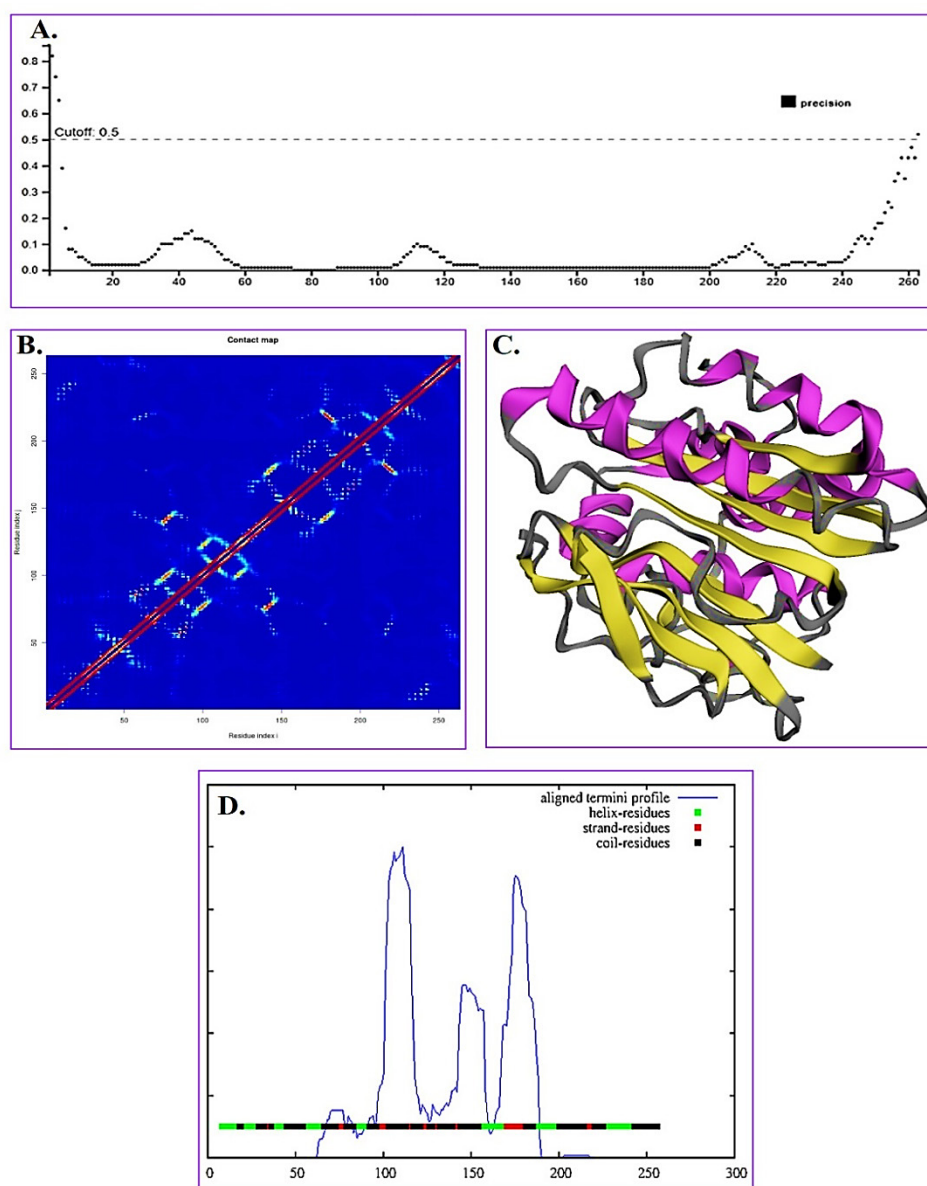 A.
0.8
0.7
0.6
precision
Cutoff: 0.5
0.5
0.4
0.3
0.2
0.1
0.0
20 40 60 80 100 120 140 160 180 200 220 240 260
B.
Contact map
250
200
150
100
50
Residue index j
50 100 150 200 250
Residue index i
C.
D.
aligned termini profile
helix-residues
strand-residues
coil-residues
0 50 100 150 200 250 300